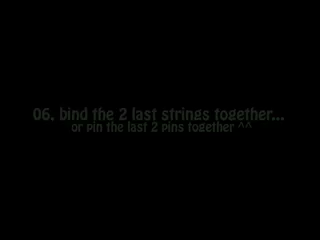 06. bind the 2 last strings together...
or pin the last 2 pins together ^^